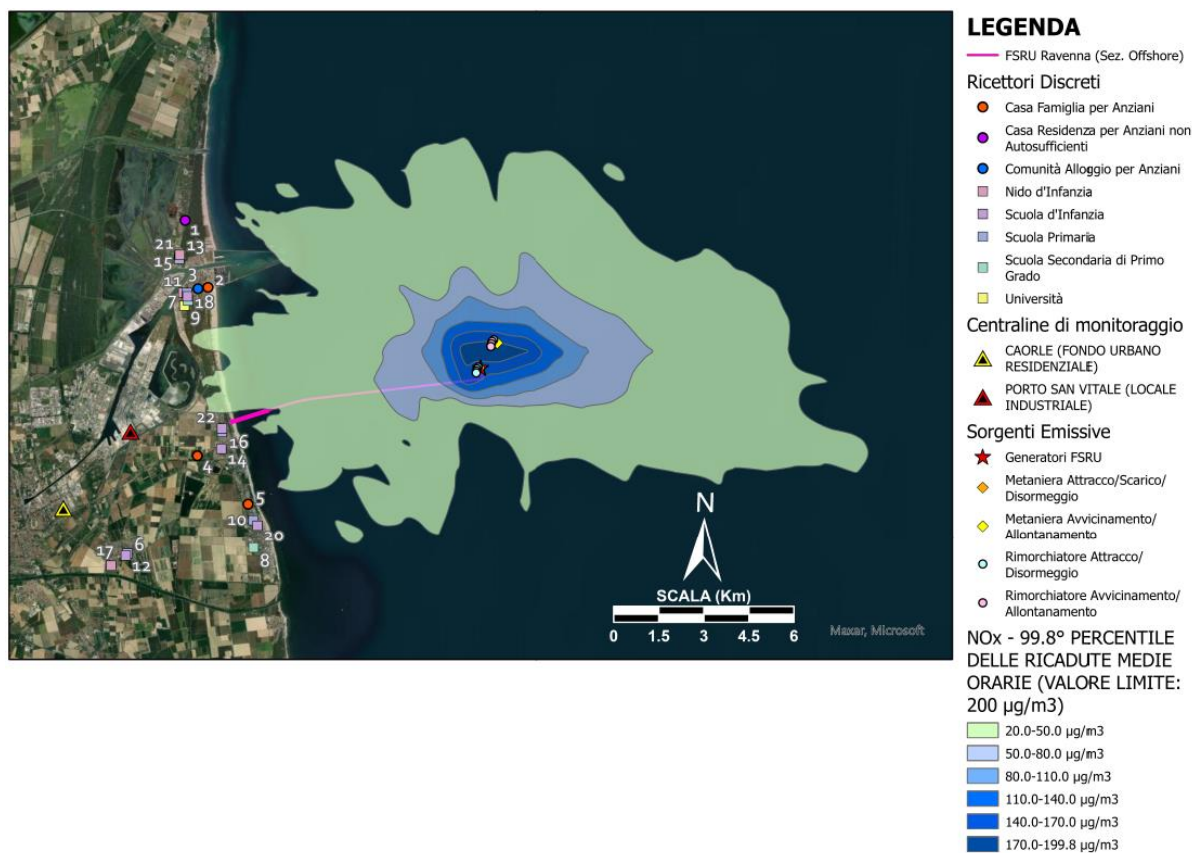 1
21
13
15
3
11
2
7
18
9
22
16
14
4
5
10
20
8
6
17
12
N
SCALA (Km)
0 1.5 3 4.5 6
Maxar, Microsoft
LEGENDA
FSRU Ravenna (Sez. Offshore)
Ricettori Discreti
Casa Famiglia per Anziani
Casa Residenza per Anziani non
Autosufficienti
Comunità Alloggio per Anziani
Nido d'Infanzia
Scuola d'Infanzia
Scuola Primaria
Scuola Secondaria di Primo
Grado
Università
Centraline di monitoraggio
CAORLE (FONDO URBANO
RESIDENZIALE)
PORTO SAN VITALE (LOCALE
INDUSTRIALE)
Sorgenti Emissive
Generatori FSRU
Metaniera Attracco/Scarico/
Disormeggio
Metaniera Avvicinamento/
Allontanamento
Rimorchiatore Attracco/
Disormeggio
Rimorchiatore Avvicinamento/
Allontanamento
NOx - 99.8° PERCENTILE
DELLE RICADUTE MEDIE
ORARIE (VALORE LIMITE:
200 µg/m3)
20.0-50.0 µg/m3
50.0-80.0 µg/m3
80.0-110.0 µg/m3
110.0-140.0 µg/m3
140.0-170.0 µg/m3
170.0-199.8 µg/m3